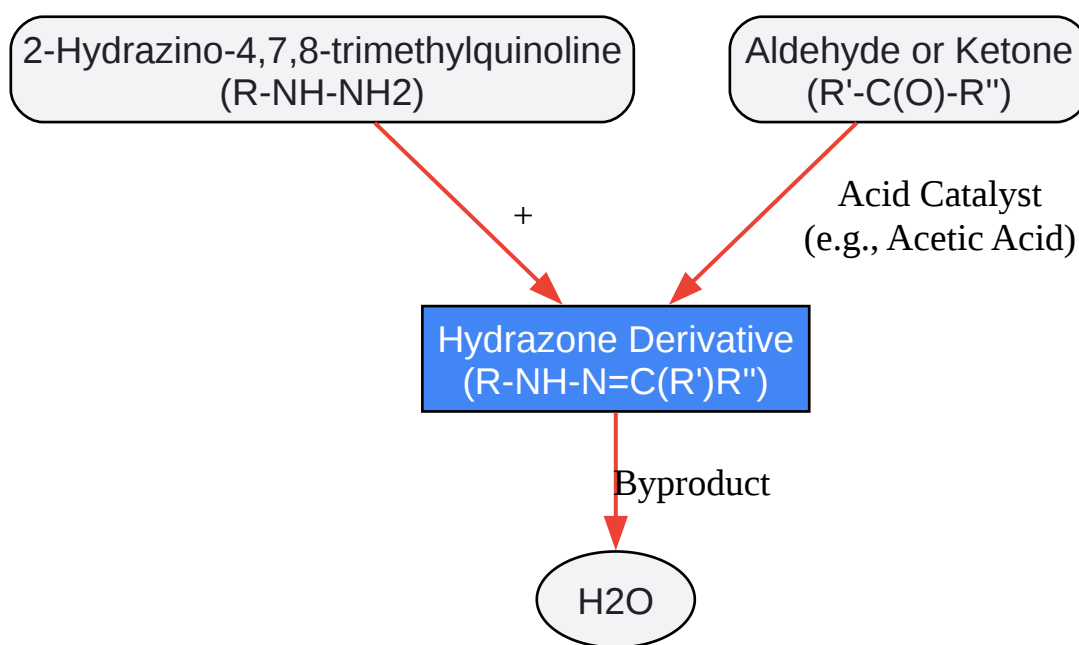 2-Hydrazino-4,7,8-trimethylquinoline
(R-NH-NH2)
Aldehyde or Ketone
(R'-C(O)-R")
+
Acid Catalyst
(e.g., Acetic Acid)
Hydrazone Derivative
(R-NH-N=C(R')R")
Byproduct
H2O